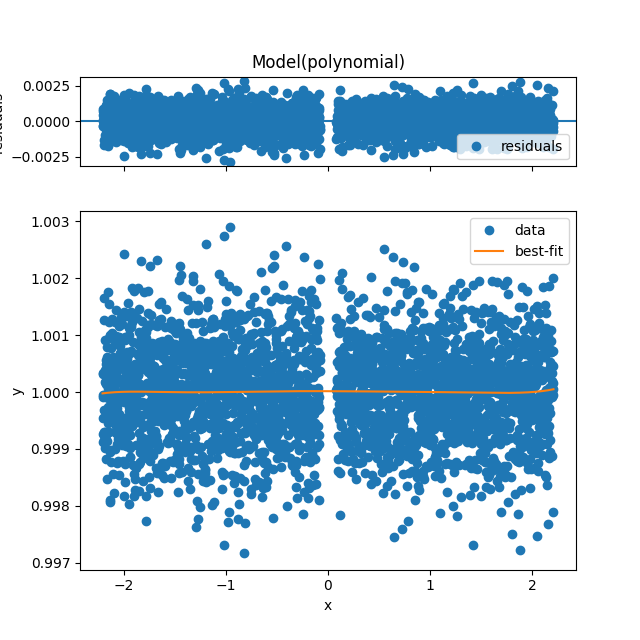 Model(polynomial)
0.0025
0.0000
−0.0025
residuals
residuals
1.003
1.002
1.001
1.000
0.999
0.998
0.997
y
data
best-fit
−2
−1
0
1
2
x